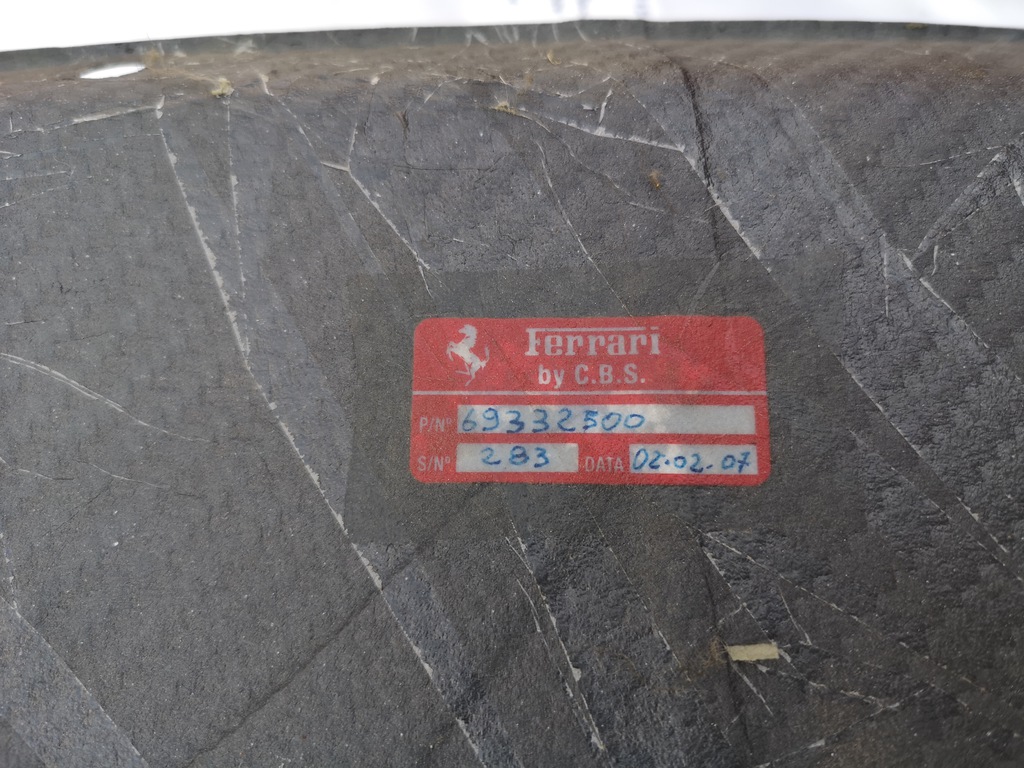 Ferrari
by C.B.S.
P/N° 69332500
S/N° 283 DATA 02.02.07